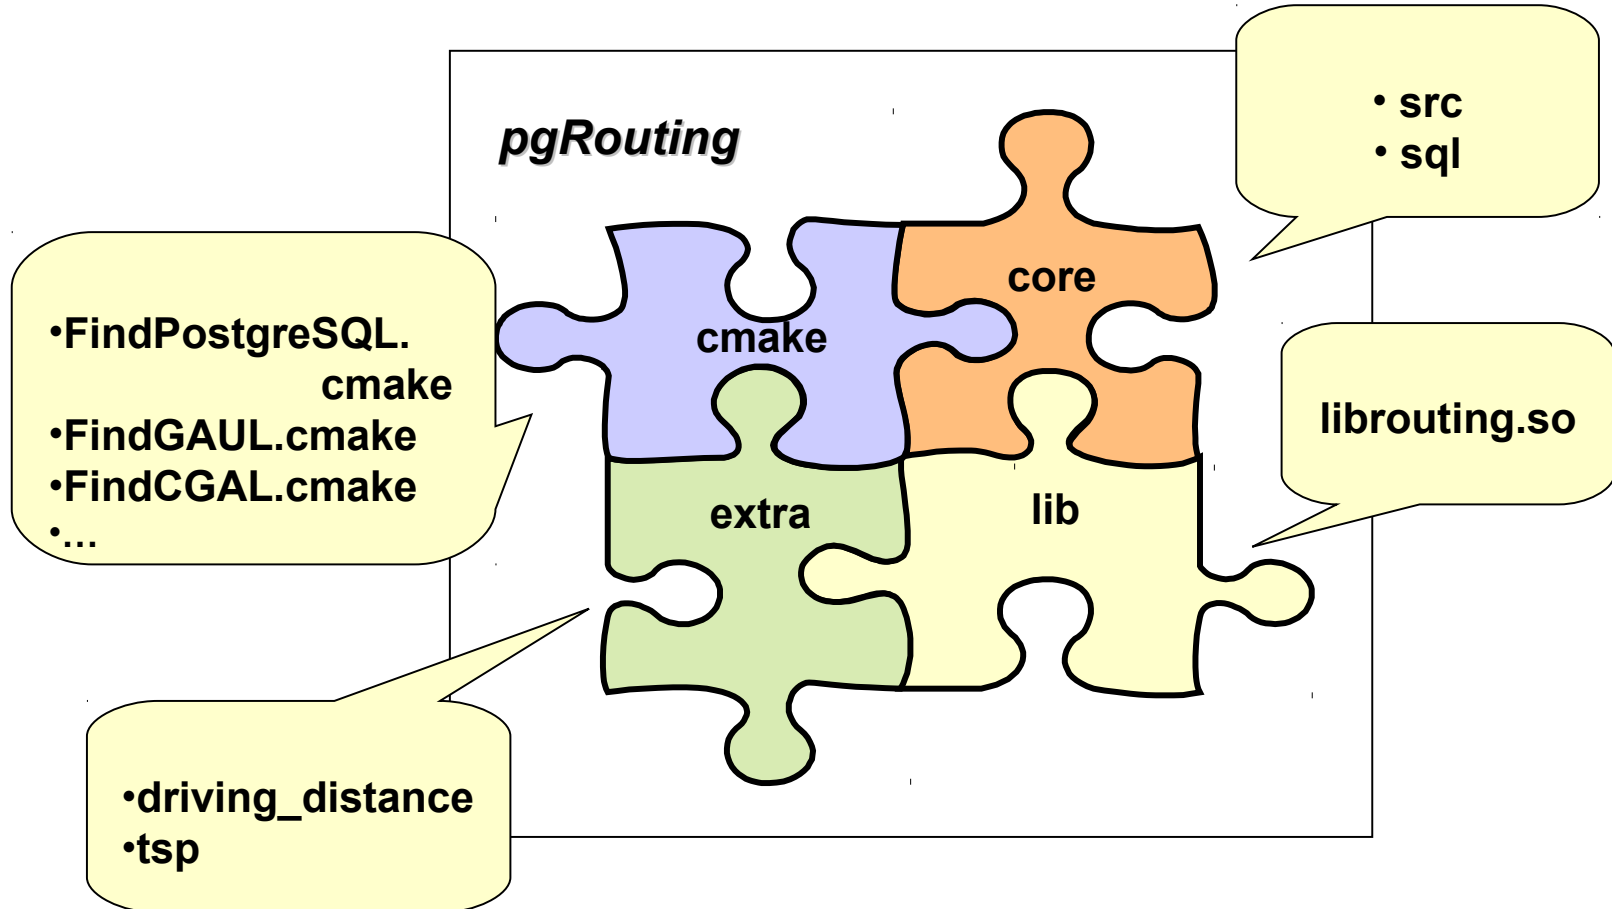 pgRouting
• src
• sql
core
cmake
•FindPostgreSQL.
cmake
•FindGAUL.cmake
•FindCGAL.cmake
•...
librouting.so
extra
lib
•driving_distance
•tsp